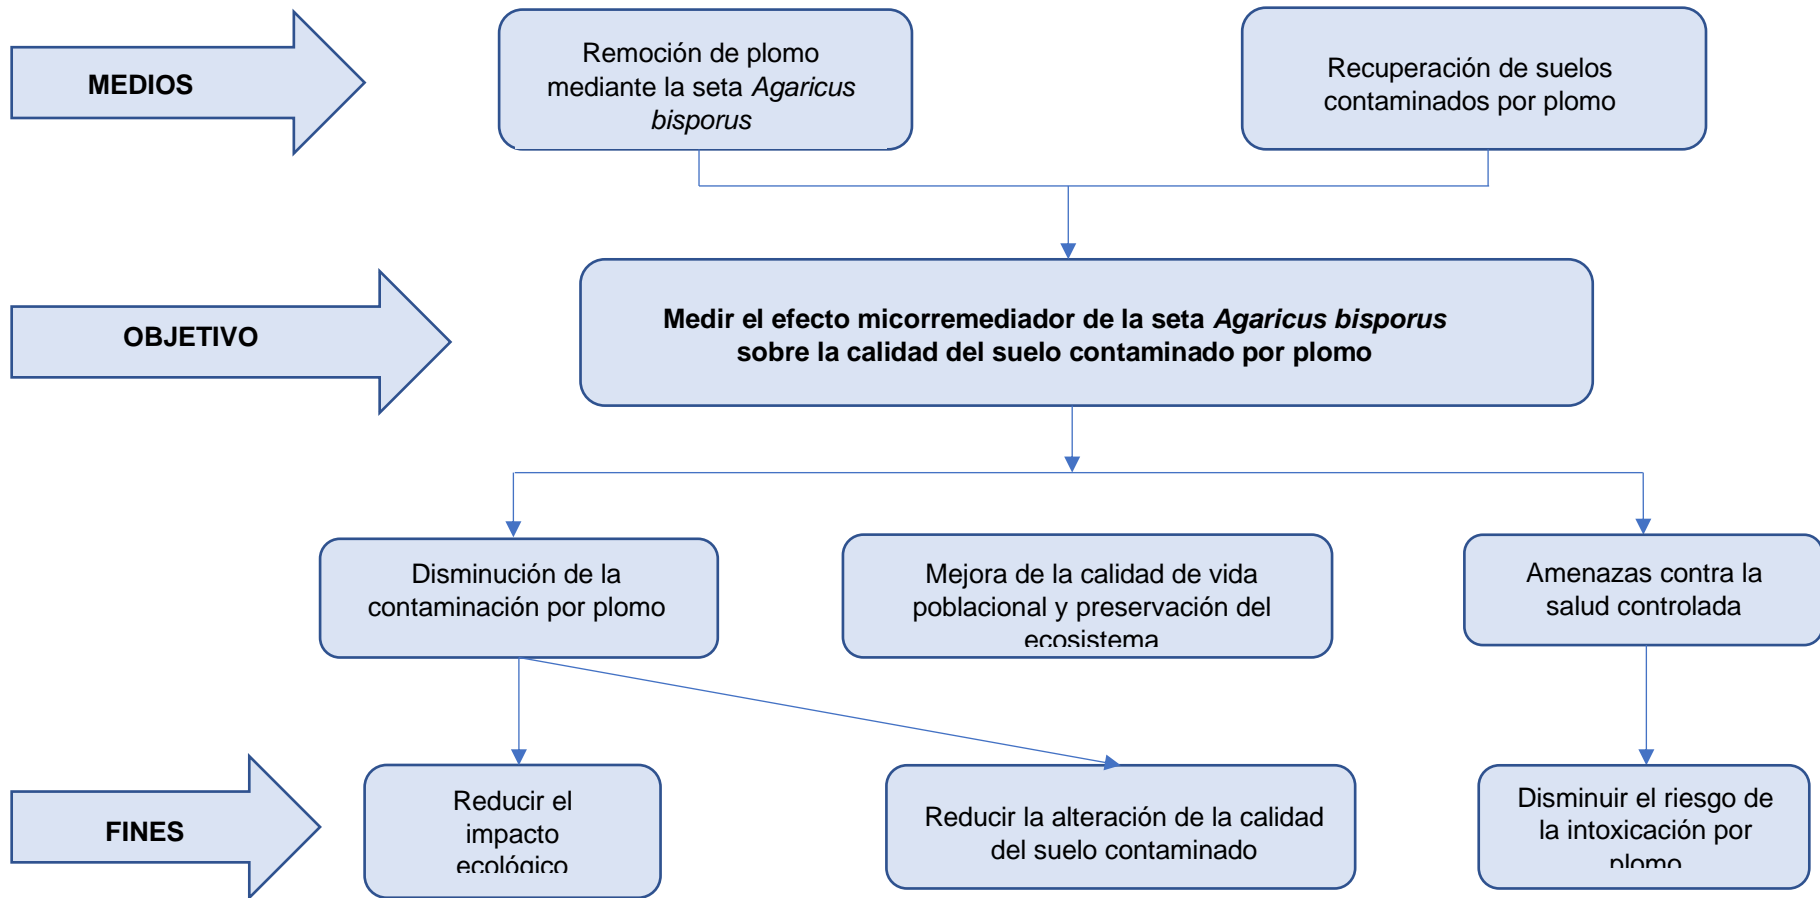 MEDIOS
Remoción de plomo
mediante la seta Agaricus
bisporus
Recuperación de suelos
contaminados por plomo
OBJETIVO
Medir el efecto micorremediador de la seta Agaricus bisporus
sobre la calidad del suelo contaminado por plomo
Disminución de la
contaminación por plomo
Mejora de la calidad de vida
poblacional y preservación del
ecosistema
Amenazas contra la
salud controlada
FINES
Reducir el
impacto
ecológico
Reducir la alteración de la calidad
del suelo contaminado
Disminuir el riesgo de
la intoxicación por
plomo